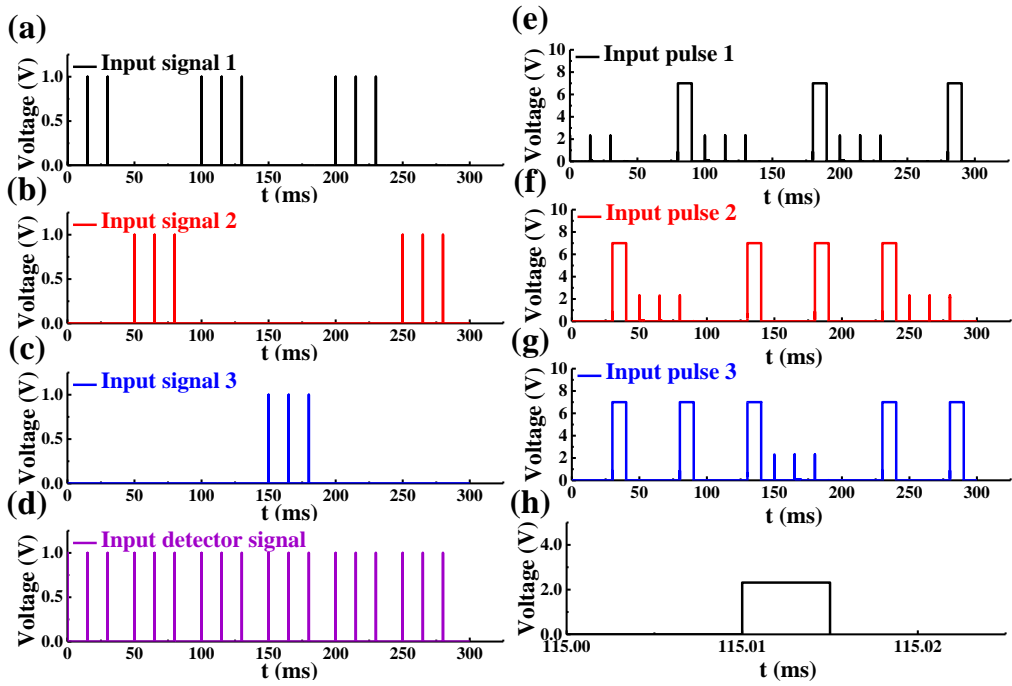 (a)
Input signal 1
Voltage (V)
1.0
0.5
0.0
0 50 100 150 200 250 300
t (ms)
(b)
Input signal 2
Voltage (V)
1.0
0.5
0.0
0 50 100 150 200 250 300
t (ms)
(c)
Input signal 3
Voltage (V)
1.0
0.5
0.0
0 50 100 150 200 250 300
t (ms)
(d)
Input detector signal
Voltage (V)
1.0
0.5
0.0
0 50 100 150 200 250 300
t (ms)
(e)
Input pulse 1
Voltage (V)
10
8
6
4
2
0
0 50 100 150 200 250 300
t (ms)
(f)
Input pulse 2
Voltage (V)
10
8
6
4
2
0
0 50 100 150 200 250 300
t (ms)
(g)
Input pulse 3
Voltage (V)
10
8
6
4
2
0
0 50 100 150 200 250 300
t (ms)
(h)
Voltage (V)
4.0
2.0
0.0
115.00 115.01 115.02
t (ms)